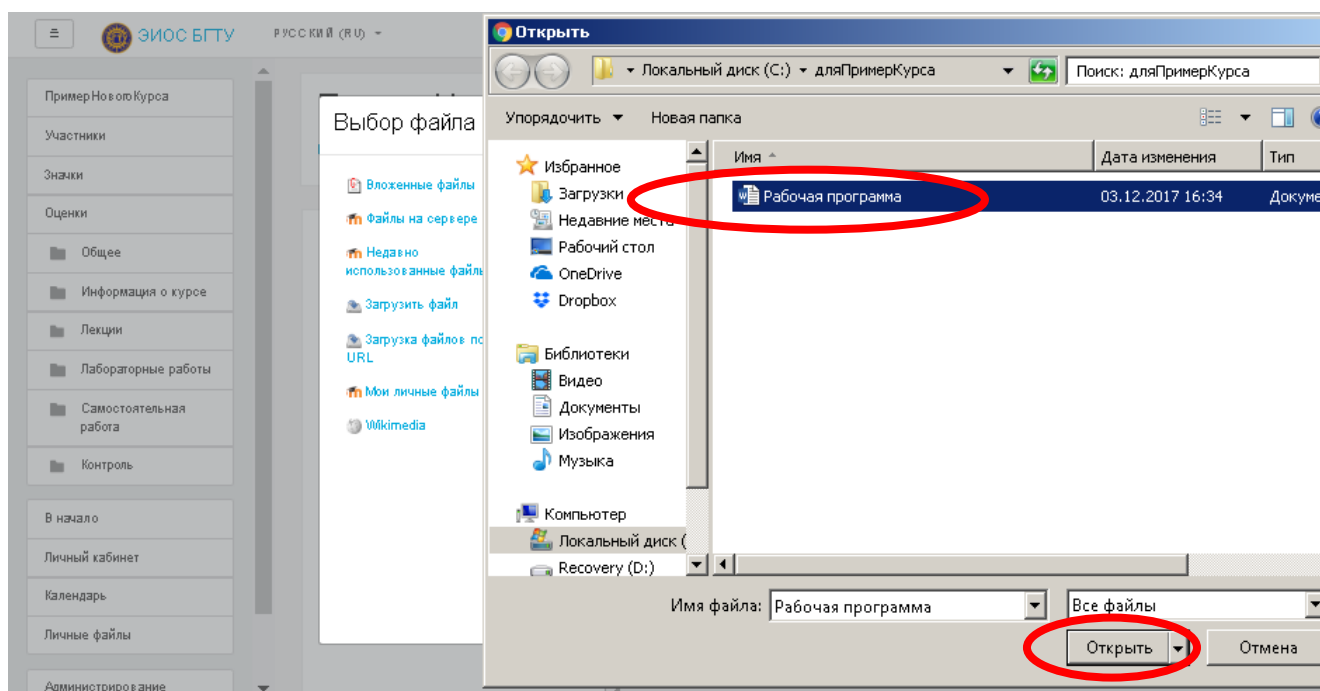 ЭИОС БГТУ
РУССКИЙ (RU)
ПримерНовогоКурса
Участники
Значки
Оценки
Общее
Информация о курсе
Лекции
Лабораторные работы
Самостоятельная
работа
Контроль
В начало
Личный кабинет
Календарь
Личные файлы
Администрирование
Выбор файла
Вложенные файлы
Файлы на сервере
Недавно
использованные файлы
Загрузить файл
Загрузка файлов по
URL
Мои личные файлы
Wikimedia
Открыть
Локальный диск (C:) дляПримерКурса
Поиск: дляПримерКурса
Упорядочить Новая папка
Избранное
Загрузки
Недавние места
Рабочий стол
OneDrive
Dropbox
Библиотеки
Видео
Документы
Изображения
Музыка
Компьютер
Локальный диск (
Recovery (D:)
Имя Дата изменения Тип
Рабочая программа 03.12.2017 16:34 Докуме
Имя файла: Рабочая программа Все файлы
Открыть Отмена